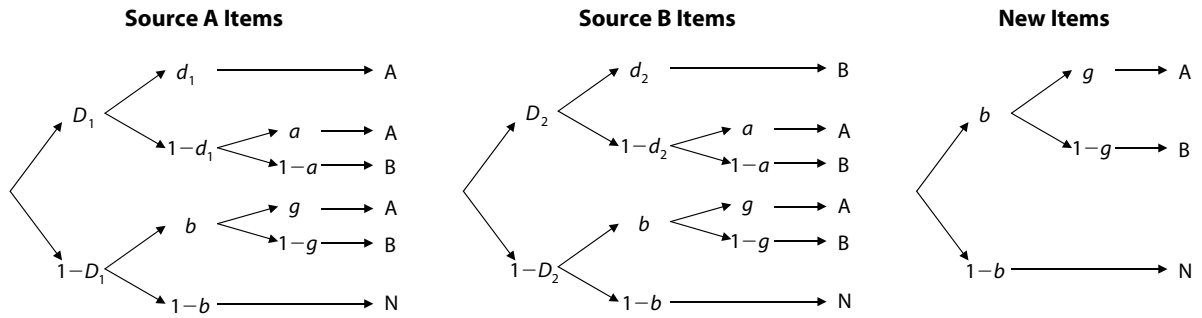 Source A Items
Source B Items
New Items
d₁ A
D₁
a A
1−d₁
1−a B
g A
b
1−g B
1−D₁
1−b N
d₂ B
D₂
a A
1−d₂
1−a B
g A
b
1−g B
1−D₂
1−b N
g A
b
1−g B
1−b N